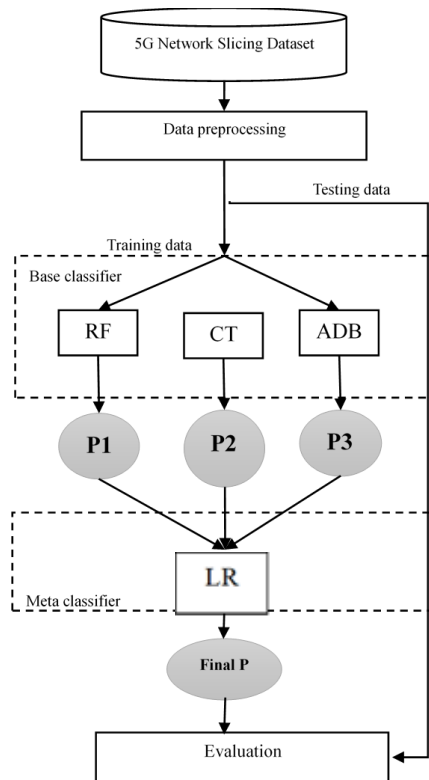 5G Network Slicing Dataset
Data preprocessing
Testing data
Training data
Base classifier
RF
CT
ADB
P1
P2
P3
LR
Meta classifier
Final P
Evaluation